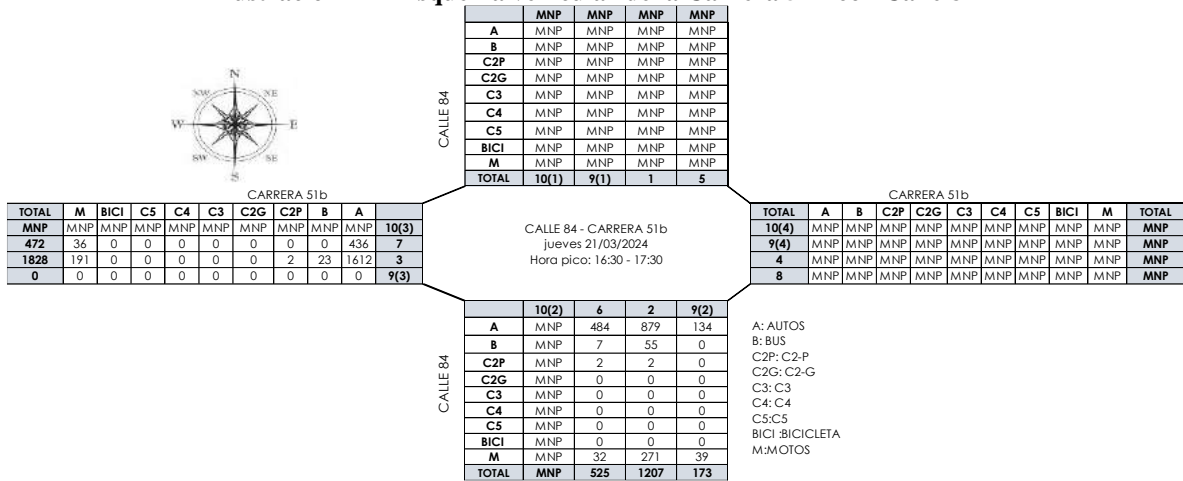 MNP MNP MNP MNP
A MNP MNP MNP MNP
B MNP MNP MNP MNP
C2P MNP MNP MNP MNP
C2G MNP MNP MNP MNP
C3 MNP MNP MNP MNP
C4 MNP MNP MNP MNP
C5 MNP MNP MNP MNP
BICI MNP MNP MNP MNP
M MNP MNP MNP MNP
TOTAL 10(1) 9(1) 1 5
CALLE 84
N
NW NE
W E
SW SE
S
CARRERA 51b
TOTAL M BICI C5 C4 C3 C2G C2P B A
MNP MNP MNP MNP MNP MNP MNP MNP MNP MNP 10(3)
472 36 0 0 0 0 0 0 0 436 7
1828 191 0 0 0 0 0 2 23 1612 3
0 0 0 0 0 0 0 0 0 0 9(3)
CALLE 84 - CARRERA 51b
jueves 21/03/2024
Hora pico: 16:30 - 17:30
CARRERA 51b
TOTAL A B C2P C2G C3 C4 C5 BICI M TOTAL
10(4) MNP MNP MNP MNP MNP MNP MNP MNP MNP MNP
9(4) MNP MNP MNP MNP MNP MNP MNP MNP MNP MNP
4 MNP MNP MNP MNP MNP MNP MNP MNP MNP MNP
8 MNP MNP MNP MNP MNP MNP MNP MNP MNP MNP
10(2) 6 2 9(2)
A MNP 484 879 134
B MNP 7 55 0
C2P MNP 2 2 0
C2G MNP 0 0 0
C3 MNP 0 0 0
C4 MNP 0 0 0
C5 MNP 0 0 0
BICI MNP 0 0 0
M MNP 32 271 39
TOTAL MNP 525 1207 173
CALLE 84
A: AUTOS
B: BUS
C2P: C2-P
C2G: C2-G
C3: C3
C4: C4
C5:C5
BICI :BICICLETA
M:MOTOS